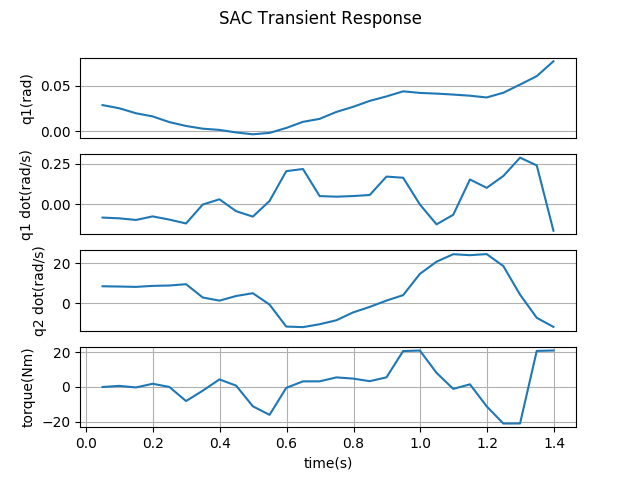 SAC Transient Response
q1(rad)
0.05
0.00
q1 dot(rad/s)
0.25
0.00
q2 dot(rad/s)
20
0
torque(Nm)
20
0
−20
0.0 0.2 0.4 0.6 0.8 1.0 1.2 1.4
time(s)